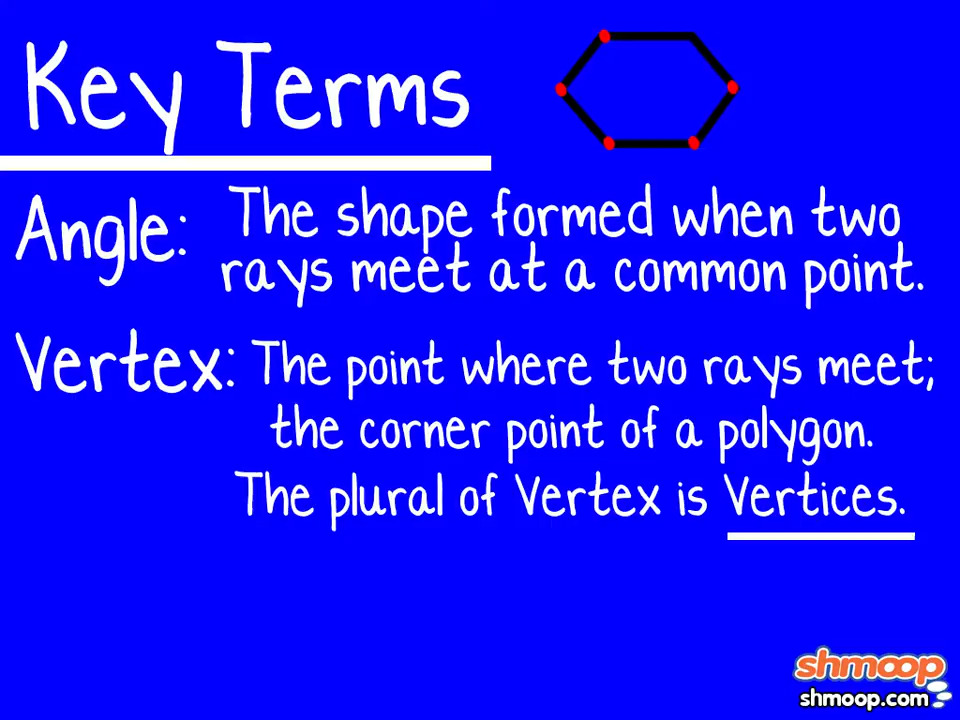 Key Terms
Angle: The shape formed when two
rays meet at a common point.
Vertex: The point where two rays meet;
the corner point of a polygon.
The plural of Vertex is Vertices.
shmoop
shmoop.com